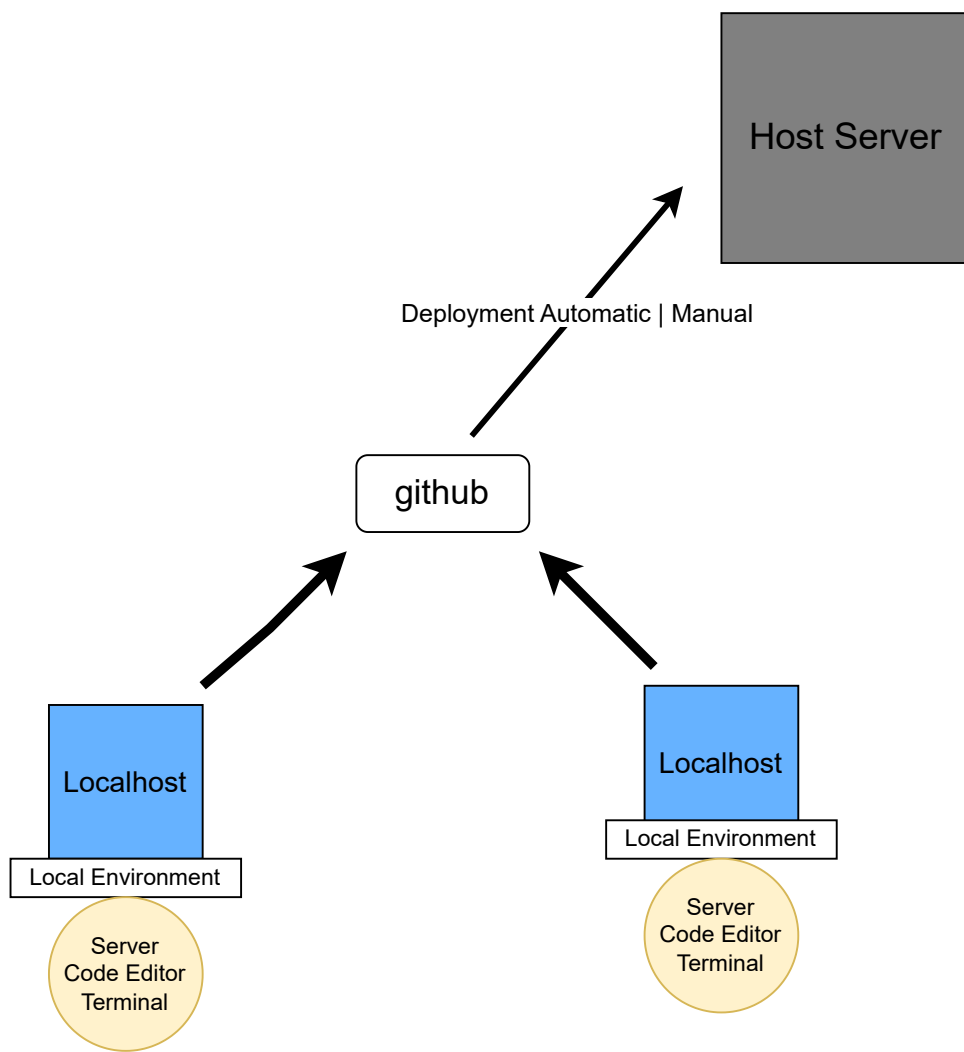 Host Server
Deployment Automatic | Manual
github
Localhost
Local Environment
Server
Code Editor
Terminal
Localhost
Local Environment
Server
Code Editor
Terminal